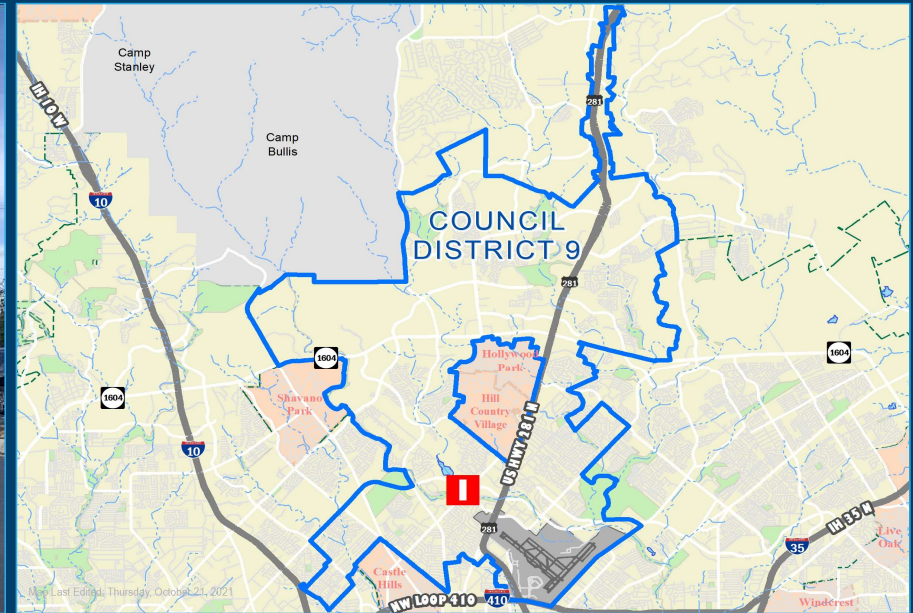 Camp
Stanley
IH 10 W
Camp
Bullis
281
10
COUNCIL
DISTRICT 9
281
1604
Hollywood
Park
1604
1604
Shavano
Park
Hill
Country
Village
US HWY 281 N
10
I
281
IH 35 N
Live
Oak
35
Castle
Hills
Map Last Edited: Thursday, October 21, 2021
NW LOOP 410
410
Windcrest